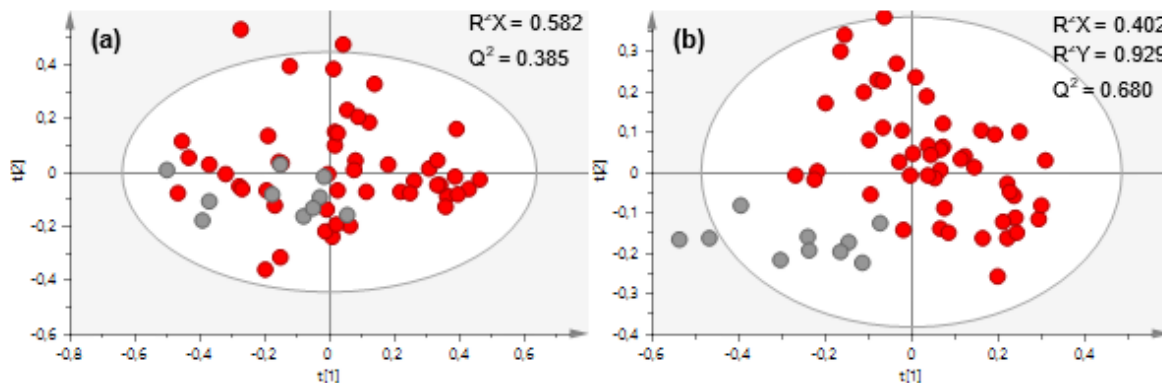 (a)
R²X = 0.582
Q² = 0.385
t[2]
0,4
0,2
0
-0,2
-0,4
-0,6
-0,8 -0,6 -0,4 -0,2 0 0,2 0,4 0,6 0,8
t[1]
(b)
R²X = 0.402
R²Y = 0.929
Q² = 0.680
t[2]
0,3
0,2
0,1
0
-0,1
-0,2
-0,3
-0,4
-0,6 -0,4 -0,2 0 0,2 0,4
t[1]